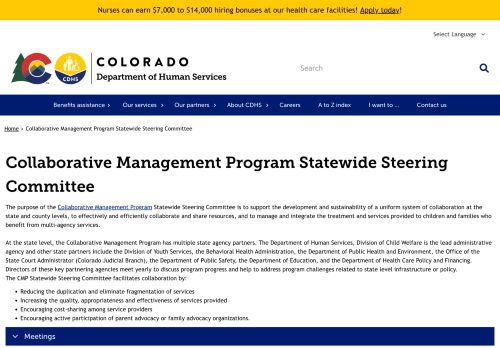 Nurses can earn $7,000 to $14,000 hiring bonuses at our health care facilities! Apply today!
Select Language
COLORADO
CDHS
Department of Human Services
Search
Benefits assistance
Our services
Our partners
About CDHS
Careers
A to Z index
I want to ...
Contact us
Home › Collaborative Management Program Statewide Steering Committee
Collaborative Management Program Statewide Steering
Committee
The purpose of the Collaborative Management Program Statewide Steering Committee is to support the development and sustainability of a uniform system of collaboration at the
state and county levels, to effectively and efficiently collaborate and share resources, and to manage and integrate the treatment and services provided to children and families who
benefit from multi-agency services.
At the state level, the Collaborative Management Program has multiple state agency partners. The Department of Human Services, Division of Child Welfare is the lead administrative
agency and other state partners include the Division of Youth Services, the Behavioral Health Administration, the Department of Public Health and Environment, the Office of the
State Court Administrator (Colorado Judicial Branch), the Department of Public Safety, the Department of Education, and the Department of Health Care Policy and Financing.
Directors of these key partnering agencies meet yearly to discuss program progress and help to address program challenges related to state level infrastructure or policy.
The CMP Statewide Steering Committee facilitates collaboration by:
• Reducing the duplication and eliminate fragmentation of services
• Increasing the quality, appropriateness and effectiveness of services provided
• Encouraging cost-sharing among service providers
• Encouraging active participation of parent advocacy or family advocacy organizations.
Meetings